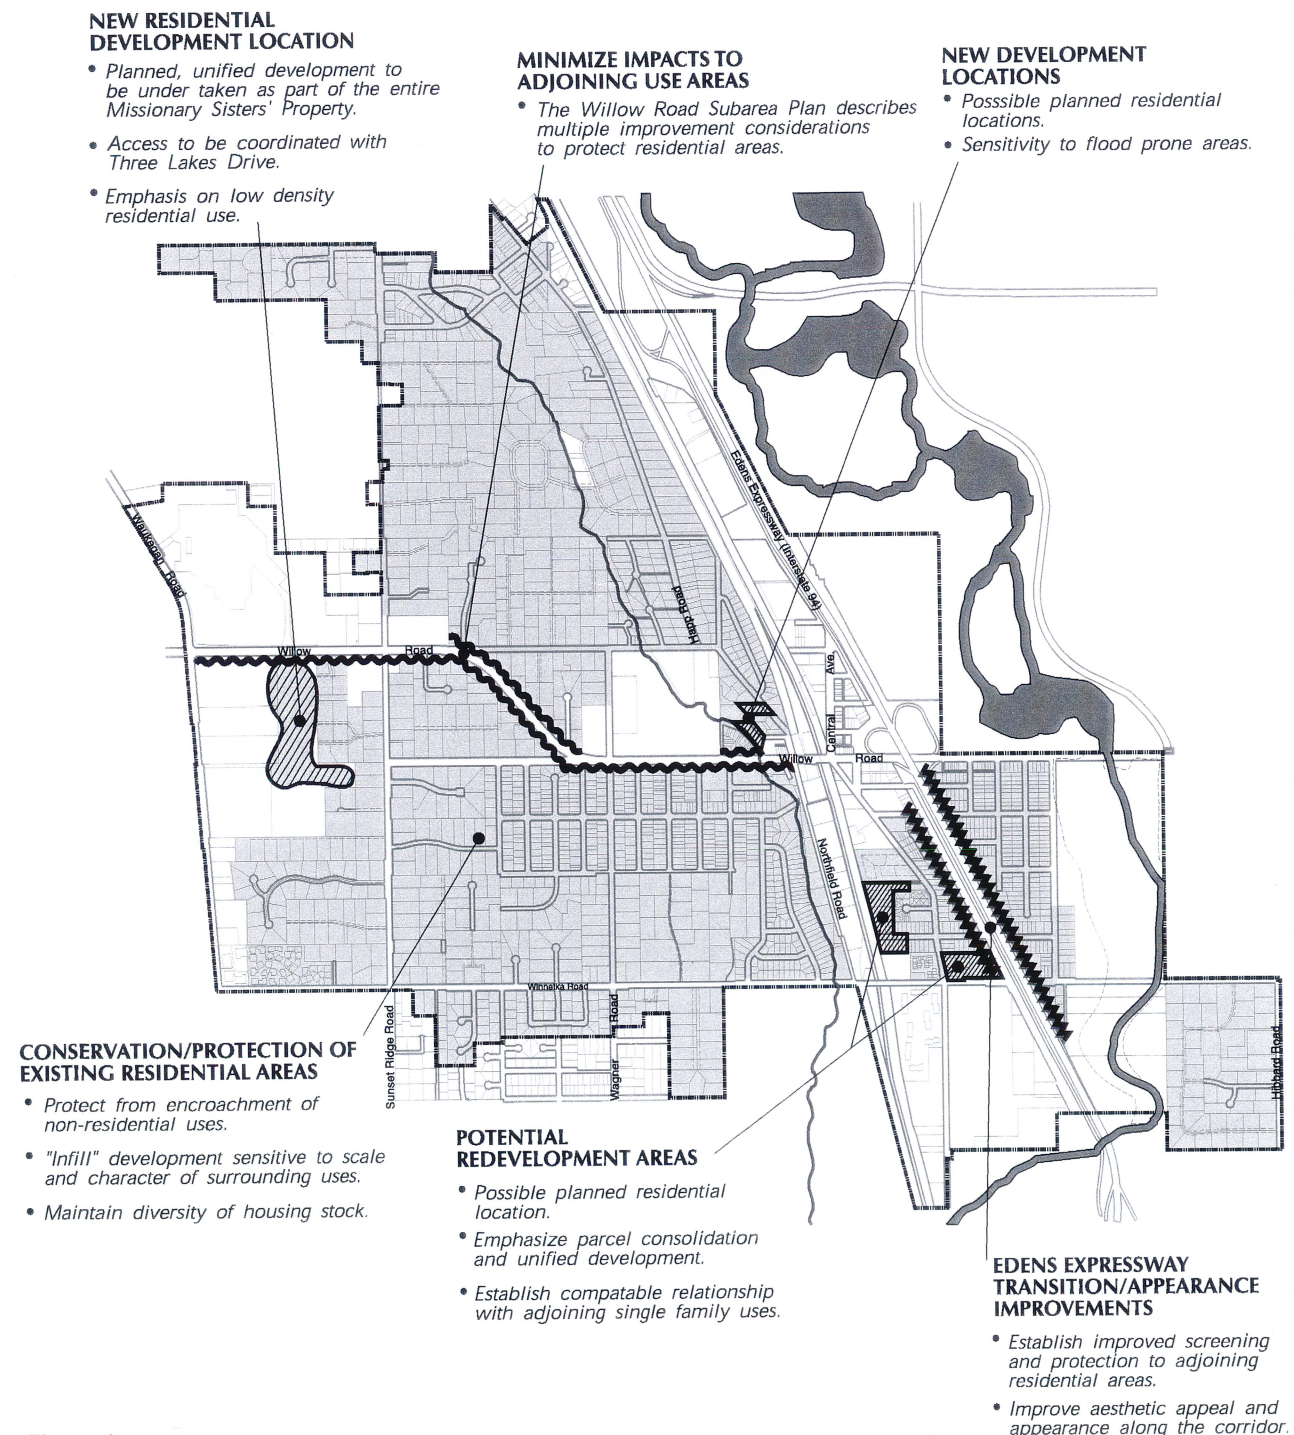 NEW RESIDENTIAL
DEVELOPMENT LOCATION
• Planned, unified development to
be under taken as part of the entire
Missionary Sisters' Property.
• Access to be coordinated with
Three Lakes Drive.
• Emphasis on low density
residential use.
MINIMIZE IMPACTS TO
ADJOINING USE AREAS
• The Willow Road Subarea Plan describes
multiple improvement considerations
to protect residential areas.
NEW DEVELOPMENT
LOCATIONS
• Posssible planned residential
locations.
• Sensitivity to flood prone areas.
Edens Expressway (Interstate 94)
Waukegan Road
Happ Road
Willow Road
Central Ave.
Willow Road
Northfield Road
Winnetka Road
Sunset Ridge Road
Wagner Road
Hibbard Road
CONSERVATION/PROTECTION OF
EXISTING RESIDENTIAL AREAS
• Protect from encroachment of
non-residential uses.
• "Infill" development sensitive to scale
and character of surrounding uses.
• Maintain diversity of housing stock.
POTENTIAL
REDEVELOPMENT AREAS
• Possible planned residential
location.
• Emphasize parcel consolidation
and unified development.
• Establish compatable relationship
with adjoining single family uses.
EDENS EXPRESSWAY
TRANSITION/APPEARANCE
IMPROVEMENTS
• Establish improved screening
and protection to adjoining
residential areas.
• Improve aesthetic appeal and
appearance along the corridor.